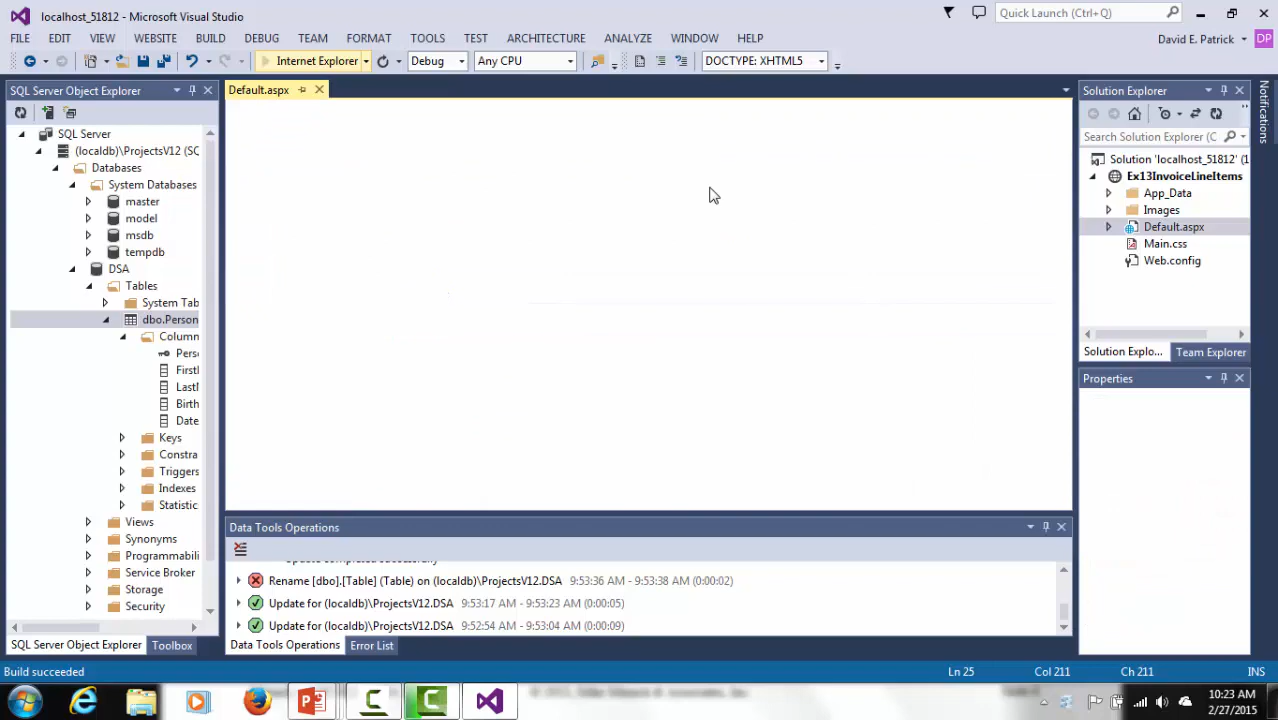 localhost_51812 - Microsoft Visual Studio
Quick Launch (Ctrl+Q)
FILE EDIT VIEW WEBSITE BUILD DEBUG TEAM FORMAT TOOLS TEST ARCHITECTURE ANALYZE WINDOW HELP
David E. Patrick DP
Internet Explorer Debug Any CPU DOCTYPE: XHTML5
SQL Server Object Explorer
Default.aspx
Solution Explorer
Notifications
Search Solution Explorer (C
SQL Server
(localdb)\ProjectsV12 (SQ
Databases
System Databases
master
model
msdb
tempdb
DSA
Tables
System Tab
dbo.Person
Column
Perso
FirstN
LastN
Birth
Date
Keys
Constra
Triggers
Indexes
Statistic
Views
Synonyms
Programmabili
Service Broker
Storage
Security
SQL Server Object Explorer Toolbox
Solution 'localhost_51812' (1
Ex13InvoiceLineItems
App_Data
Images
Default.aspx
Main.css
Web.config
Solution Explo... Team Explorer
Properties
Data Tools Operations
Update completed successfully
Rename [dbo].[Table] (Table) on (localdb)\ProjectsV12.DSA 9:53:36 AM - 9:53:38 AM (0:00:02)
Update for (localdb)\ProjectsV12.DSA 9:53:17 AM - 9:53:23 AM (0:00:05)
Update for (localdb)\ProjectsV12.DSA 9:52:54 AM - 9:53:04 AM (0:00:09)
Data Tools Operations Error List
Build succeeded
Ln 25 Col 211 Ch 211 INS
10:23 AM
2/27/2015